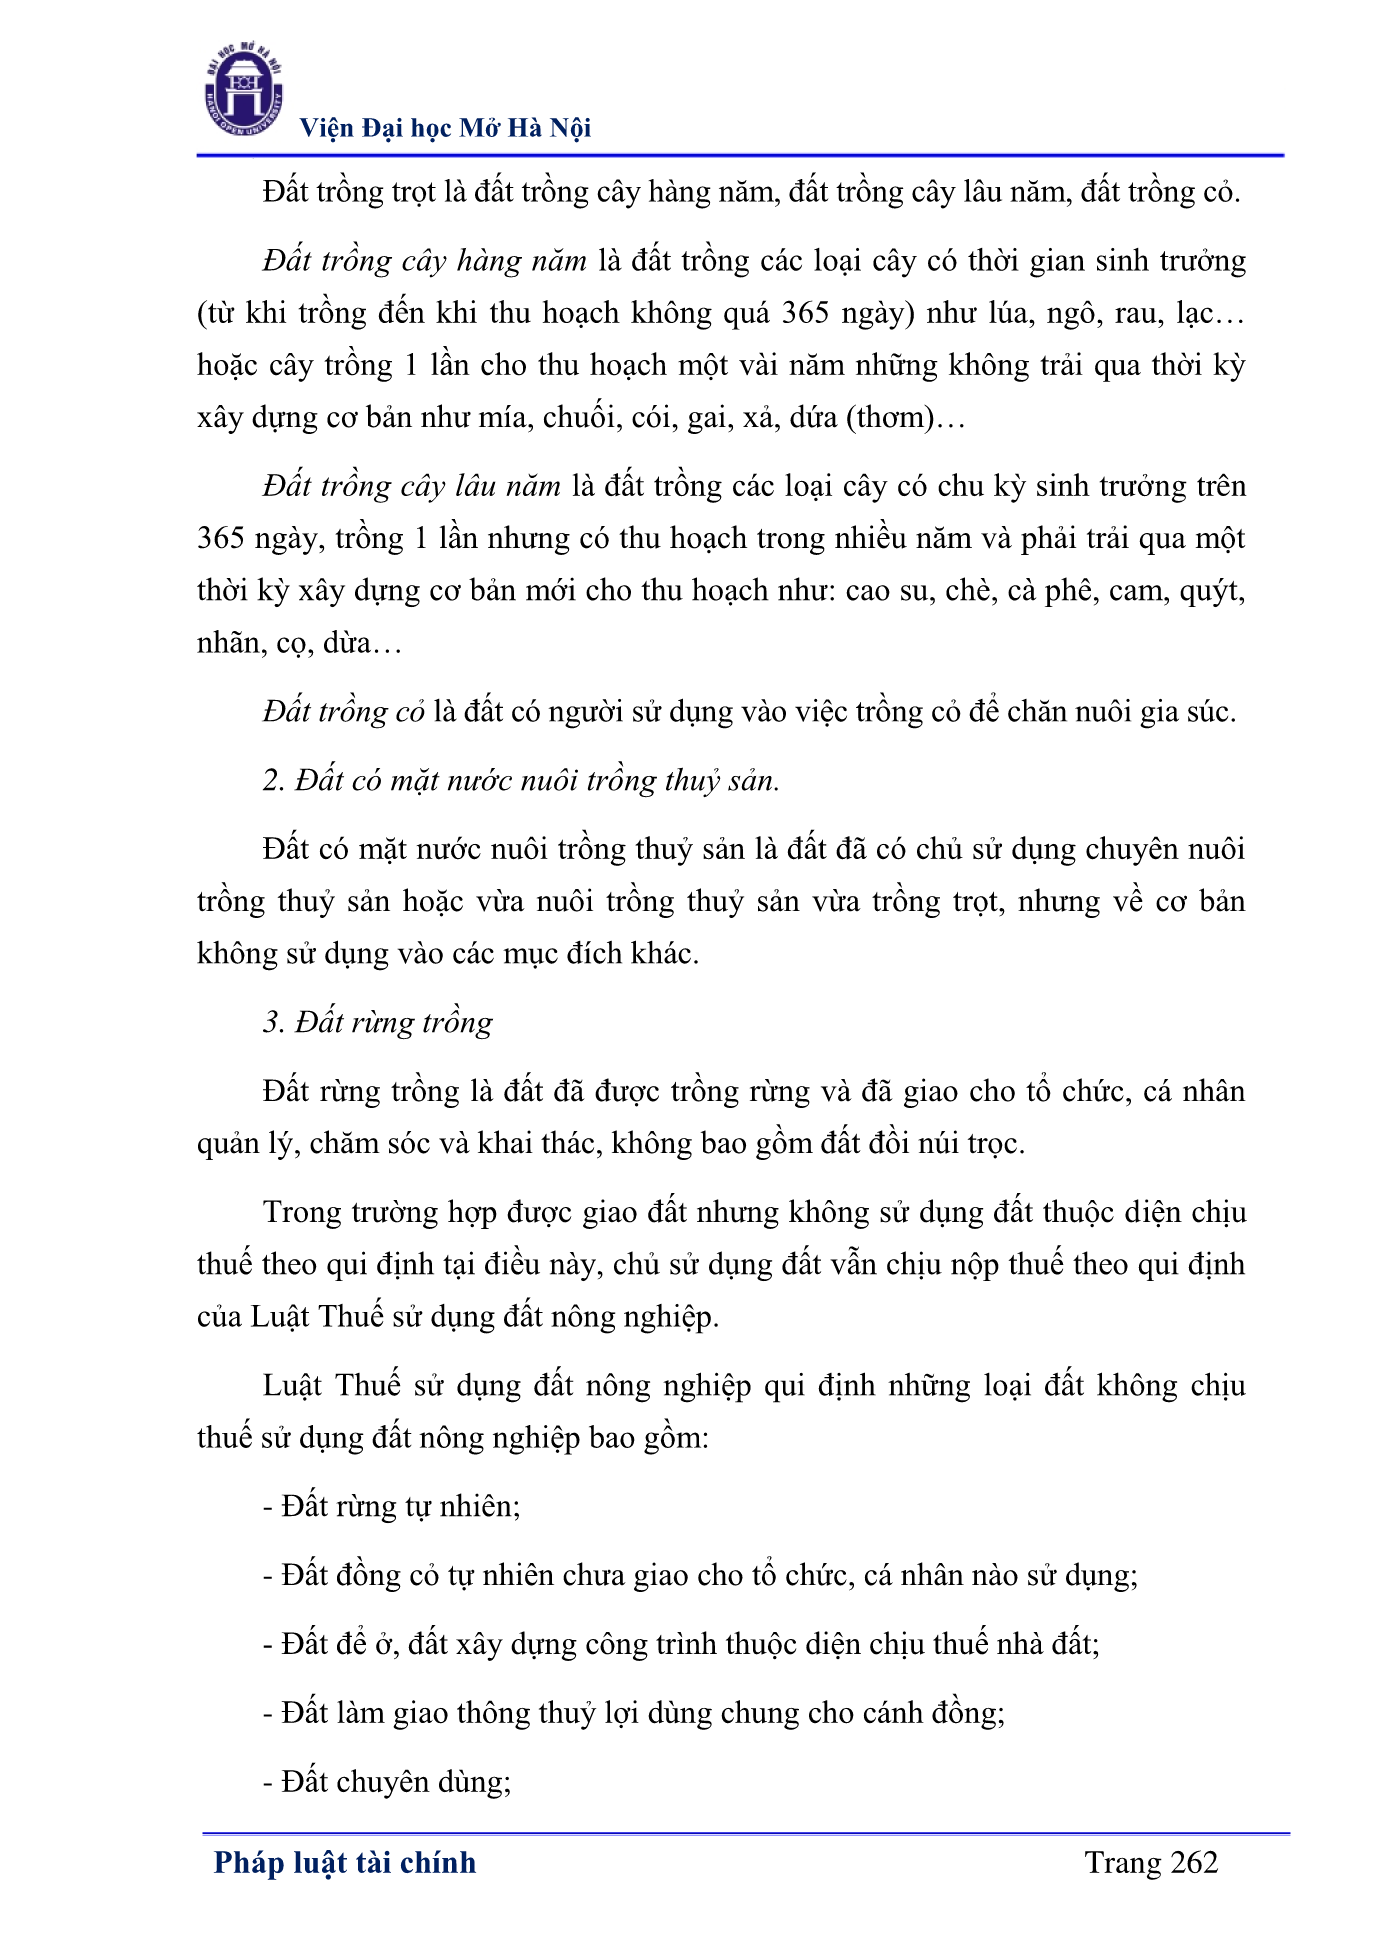 ĐẠI HỌC MỞ HÀ NỘI
HANOI OPEN UNIVERSITY
Viện Đại học Mở Hà Nội
Đất trồng trọt là đất trồng cây hàng năm, đất trồng cây lâu năm, đất trồng cỏ.
Đất trồng cây hàng năm là đất trồng các loại cây có thời gian sinh trưởng
(từ khi trồng đến khi thu hoạch không quá 365 ngày) như lúa, ngô, rau, lạc…
hoặc cây trồng 1 lần cho thu hoạch một vài năm những không trải qua thời kỳ
xây dựng cơ bản như mía, chuối, cói, gai, xả, dứa (thơm)…
Đất trồng cây lâu năm là đất trồng các loại cây có chu kỳ sinh trưởng trên
365 ngày, trồng 1 lần nhưng có thu hoạch trong nhiều năm và phải trải qua một
thời kỳ xây dựng cơ bản mới cho thu hoạch như: cao su, chè, cà phê, cam, quýt,
nhãn, cọ, dừa…
Đất trồng cỏ là đất có người sử dụng vào việc trồng cỏ để chăn nuôi gia súc.
2. Đất có mặt nước nuôi trồng thuỷ sản.
Đất có mặt nước nuôi trồng thuỷ sản là đất đã có chủ sử dụng chuyên nuôi
trồng thuỷ sản hoặc vừa nuôi trồng thuỷ sản vừa trồng trọt, nhưng về cơ bản
không sử dụng vào các mục đích khác.
3. Đất rừng trồng
Đất rừng trồng là đất đã được trồng rừng và đã giao cho tổ chức, cá nhân
quản lý, chăm sóc và khai thác, không bao gồm đất đồi núi trọc.
Trong trường hợp được giao đất nhưng không sử dụng đất thuộc diện chịu
thuế theo qui định tại điều này, chủ sử dụng đất vẫn chịu nộp thuế theo qui định
của Luật Thuế sử dụng đất nông nghiệp.
Luật Thuế sử dụng đất nông nghiệp qui định những loại đất không chịu
thuế sử dụng đất nông nghiệp bao gồm:
- Đất rừng tự nhiên;
- Đất đồng cỏ tự nhiên chưa giao cho tổ chức, cá nhân nào sử dụng;
- Đất để ở, đất xây dựng công trình thuộc diện chịu thuế nhà đất;
- Đất làm giao thông thuỷ lợi dùng chung cho cánh đồng;
- Đất chuyên dùng;
Pháp luật tài chính
Trang 262